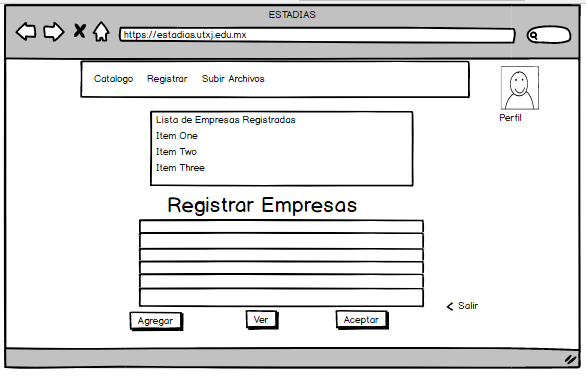 ESTADIAS
https://estadias.utxj.edu.mx
Catalogo Registrar Subir Archivos
Perfil
Lista de Empresas Registradas
Item One
Item Two
Item Three
Registrar Empresas
< Salir
Agregar Ver Aceptar